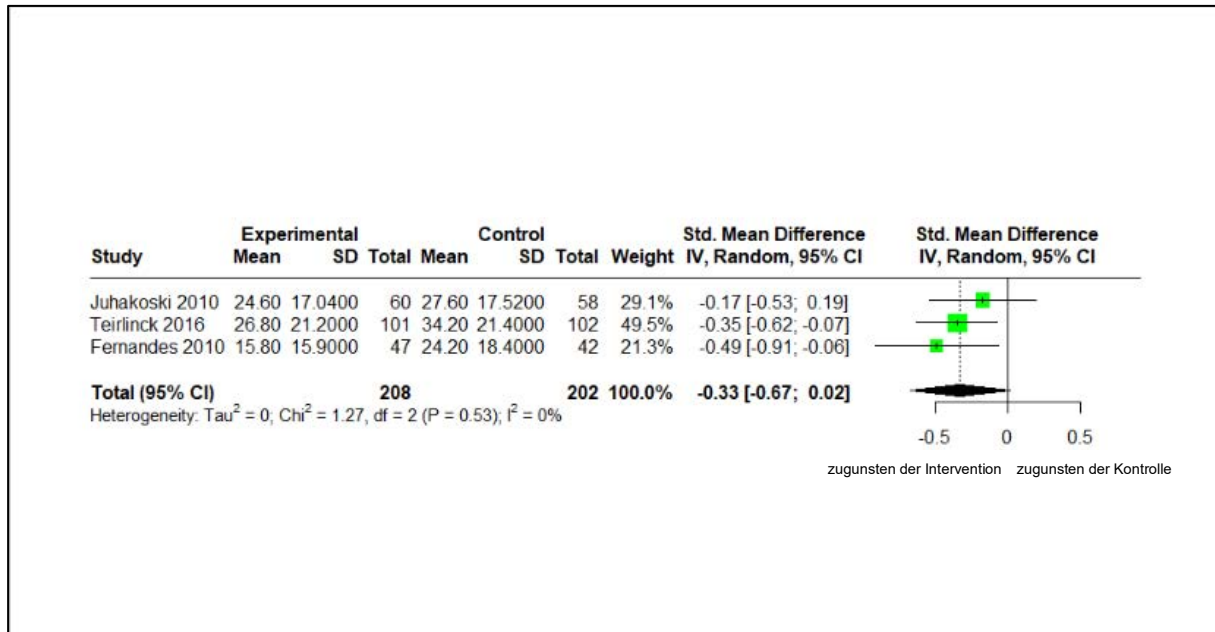 Experimental Control Std. Mean Difference Std. Mean Difference
Study Mean SD Total Mean SD Total Weight IV, Random, 95% CI IV, Random, 95% CI
Juhakoski 2010 24.60 17.0400 60 27.60 17.5200 58 29.1% -0.17 [-0.53; 0.19]
Teirlinck 2016 26.80 21.2000 101 34.20 21.4000 102 49.5% -0.35 [-0.62; -0.07]
Fernandes 2010 15.80 15.9000 47 24.20 18.4000 42 21.3% -0.49 [-0.91; -0.06]
Total (95% CI) 208 202 100.0% -0.33 [-0.67; 0.02]
Heterogeneity: Tau² = 0; Chi² = 1.27, df = 2 (P = 0.53); I² = 0%
-0.5 0 0.5
zugunsten der Intervention zugunsten der Kontrolle